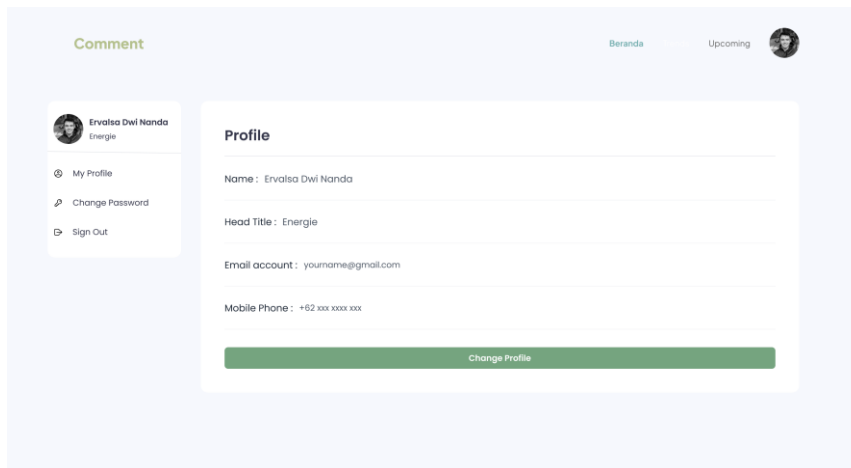 Comment
Beranda
Upcoming
Ervalsa Dwi Nanda
Energie
My Profile
Change Password
Sign Out
Profile
Name : Ervalsa Dwi Nanda
Head Title : Energie
Email account : yourname@gmail.com
Mobile Phone : +62 xxx xxxx xxx
Change Profile